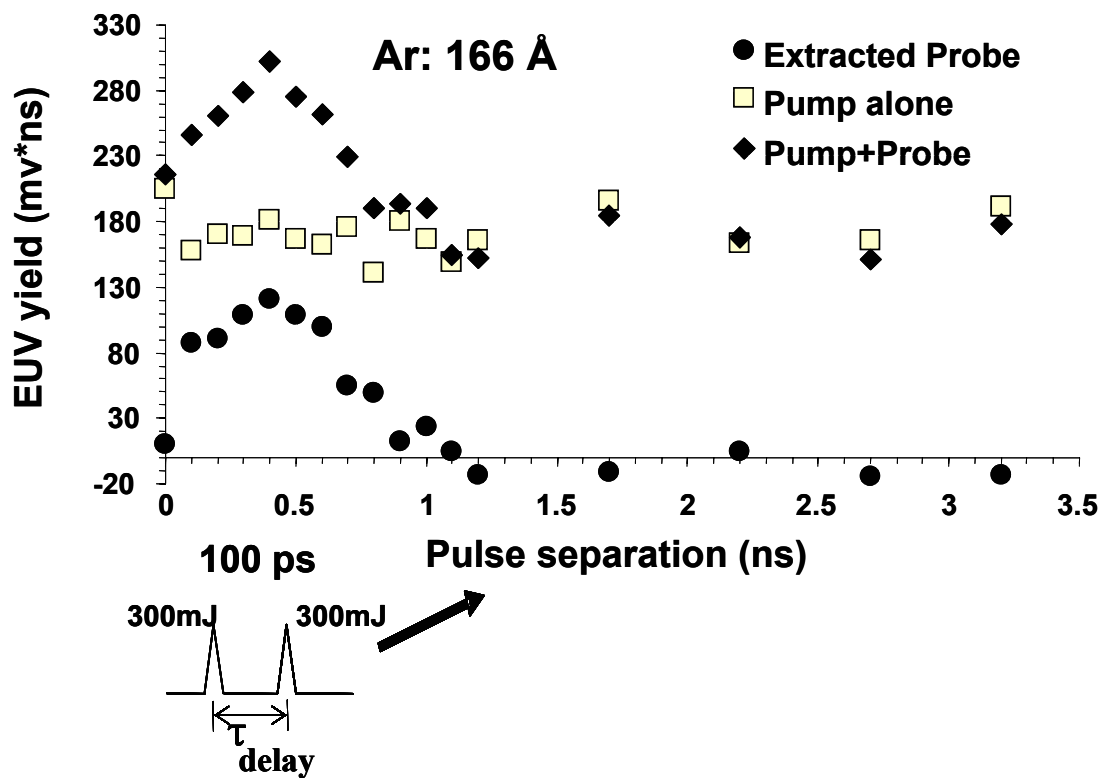 330
280
230
180
130
80
30
-20
EUV yield (mv*ns)
Ar: 166 Å
Extracted Probe
Pump alone
Pump+Probe
0 0.5 1 1.5 2 2.5 3 3.5
Pulse separation (ns)
100 ps
300mJ 300mJ
τ
delay